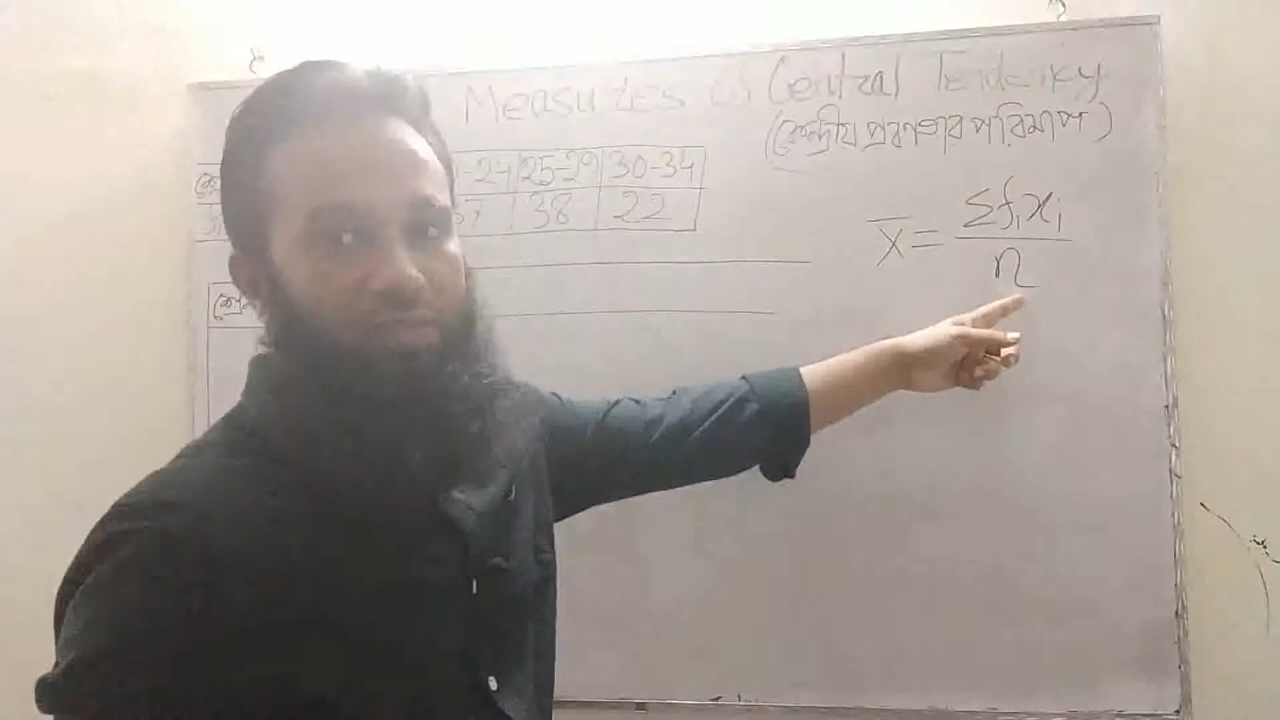 Measures of Central Tendency
(কেন্দ্রীয় প্রবণতার পরিমাপ)
-24 25-29 30-34
37 38 22
x̄ = Σfᵢxᵢ / n